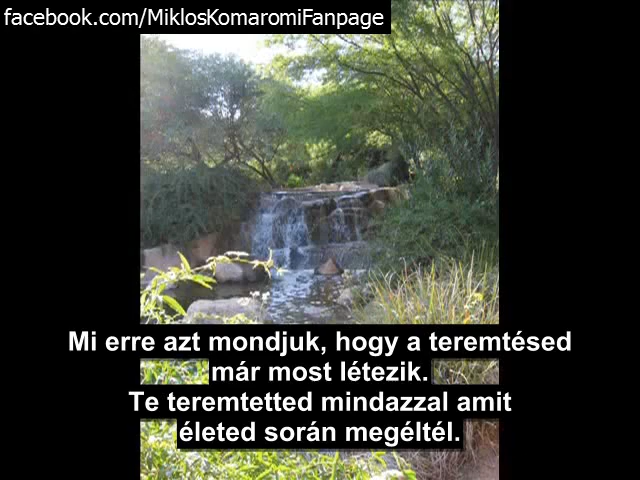 facebook.com/MiklosKomaromiFanpage
Mi erre azt mondjuk, hogy a teremtésed
már most létezik.
Te teremtetted mindazzal amit
életed során megéltél.